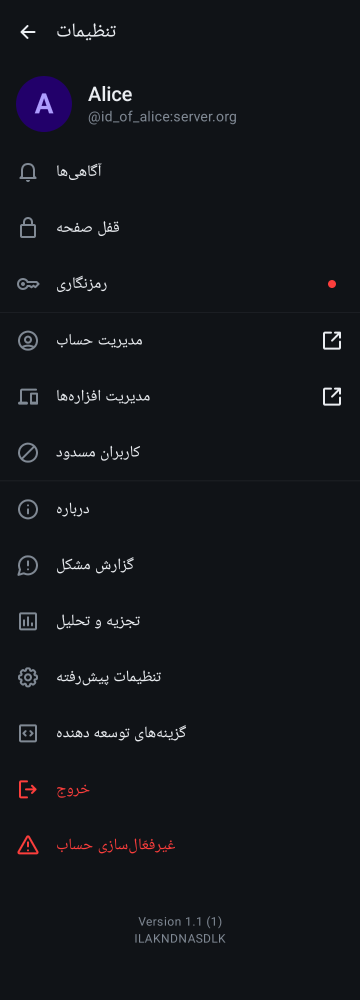 تنظیمات
A
Alice
@id_of_alice:server.org
آگاهی‌ها
قفل صفحه
رمزنگاری
مدیریت حساب
مدیریت افزاره‌ها
کاربران مسدود
درباره
گزارش مشکل
تجزیه و تحلیل
تنظیمات پیش‌رفته
گزینه‌های توسعه دهنده
خروج
غیرفغال‌سازی حساب
Version 1.1 (1)
ILAKNDNASDLK